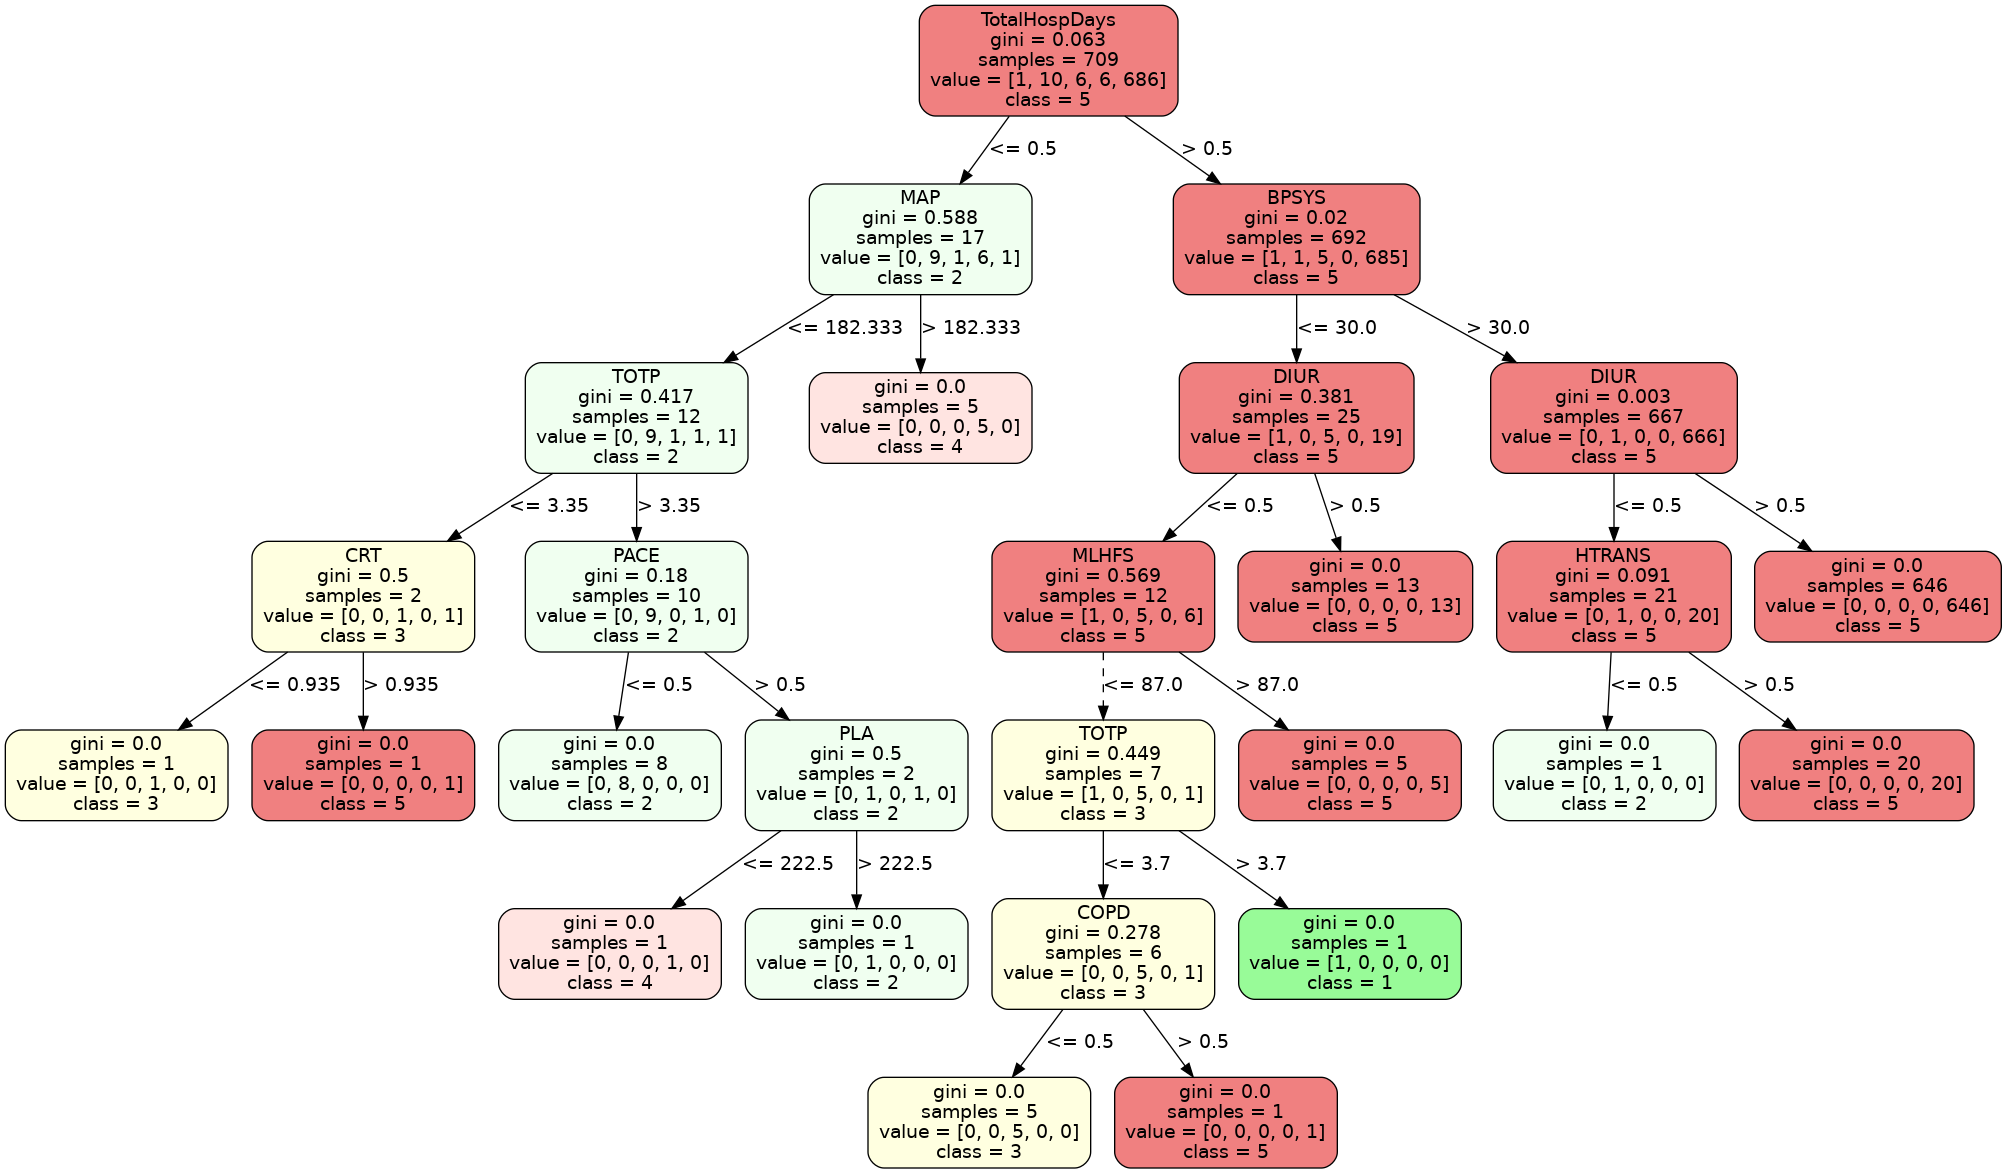 TotalHospDays
gini = 0.063
samples = 709
value = [1, 10, 6, 6, 686]
class = 5
<= 0.5
> 0.5
MAP
gini = 0.588
samples = 17
value = [0, 9, 1, 6, 1]
class = 2
BPSYS
gini = 0.02
samples = 692
value = [1, 1, 5, 0, 685]
class = 5
<= 182.333
> 182.333
<= 30.0
> 30.0
TOTP
gini = 0.417
samples = 12
value = [0, 9, 1, 1, 1]
class = 2
gini = 0.0
samples = 5
value = [0, 0, 0, 5, 0]
class = 4
DIUR
gini = 0.381
samples = 25
value = [1, 0, 5, 0, 19]
class = 5
DIUR
gini = 0.003
samples = 667
value = [0, 1, 0, 0, 666]
class = 5
<= 3.35
> 3.35
<= 0.5
> 0.5
<= 0.5
> 0.5
CRT
gini = 0.5
samples = 2
value = [0, 0, 1, 0, 1]
class = 3
PACE
gini = 0.18
samples = 10
value = [0, 9, 0, 1, 0]
class = 2
MLHFS
gini = 0.569
samples = 12
value = [1, 0, 5, 0, 6]
class = 5
gini = 0.0
samples = 13
value = [0, 0, 0, 0, 13]
class = 5
HTRANS
gini = 0.091
samples = 21
value = [0, 1, 0, 0, 20]
class = 5
gini = 0.0
samples = 646
value = [0, 0, 0, 0, 646]
class = 5
<= 0.935
> 0.935
<= 0.5
> 0.5
<= 87.0
> 87.0
<= 0.5
> 0.5
gini = 0.0
samples = 1
value = [0, 0, 1, 0, 0]
class = 3
gini = 0.0
samples = 1
value = [0, 0, 0, 0, 1]
class = 5
gini = 0.0
samples = 8
value = [0, 8, 0, 0, 0]
class = 2
PLA
gini = 0.5
samples = 2
value = [0, 1, 0, 1, 0]
class = 2
TOTP
gini = 0.449
samples = 7
value = [1, 0, 5, 0, 1]
class = 3
gini = 0.0
samples = 5
value = [0, 0, 0, 0, 5]
class = 5
gini = 0.0
samples = 1
value = [0, 1, 0, 0, 0]
class = 2
gini = 0.0
samples = 20
value = [0, 0, 0, 0, 20]
class = 5
<= 222.5
> 222.5
<= 3.7
> 3.7
gini = 0.0
samples = 1
value = [0, 0, 0, 1, 0]
class = 4
gini = 0.0
samples = 1
value = [0, 1, 0, 0, 0]
class = 2
COPD
gini = 0.278
samples = 6
value = [0, 0, 5, 0, 1]
class = 3
gini = 0.0
samples = 1
value = [1, 0, 0, 0, 0]
class = 1
<= 0.5
> 0.5
gini = 0.0
samples = 5
value = [0, 0, 5, 0, 0]
class = 3
gini = 0.0
samples = 1
value = [0, 0, 0, 0, 1]
class = 5